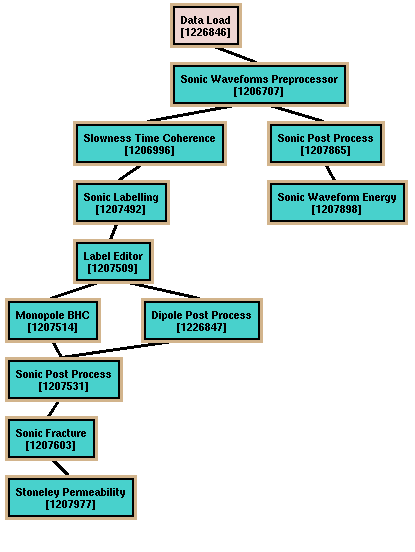 Data Load
[1226846]
Sonic Waveforms Preprocessor
[1206707]
Slowness Time Coherence
[1206996]
Sonic Post Process
[1207865]
Sonic Labelling
[1207492]
Sonic Waveform Energy
[1207898]
Label Editor
[1207509]
Monopole BHC
[1207514]
Dipole Post Process
[1226847]
Sonic Post Process
[1207531]
Sonic Fracture
[1207603]
Stoneley Permeability
[1207977]